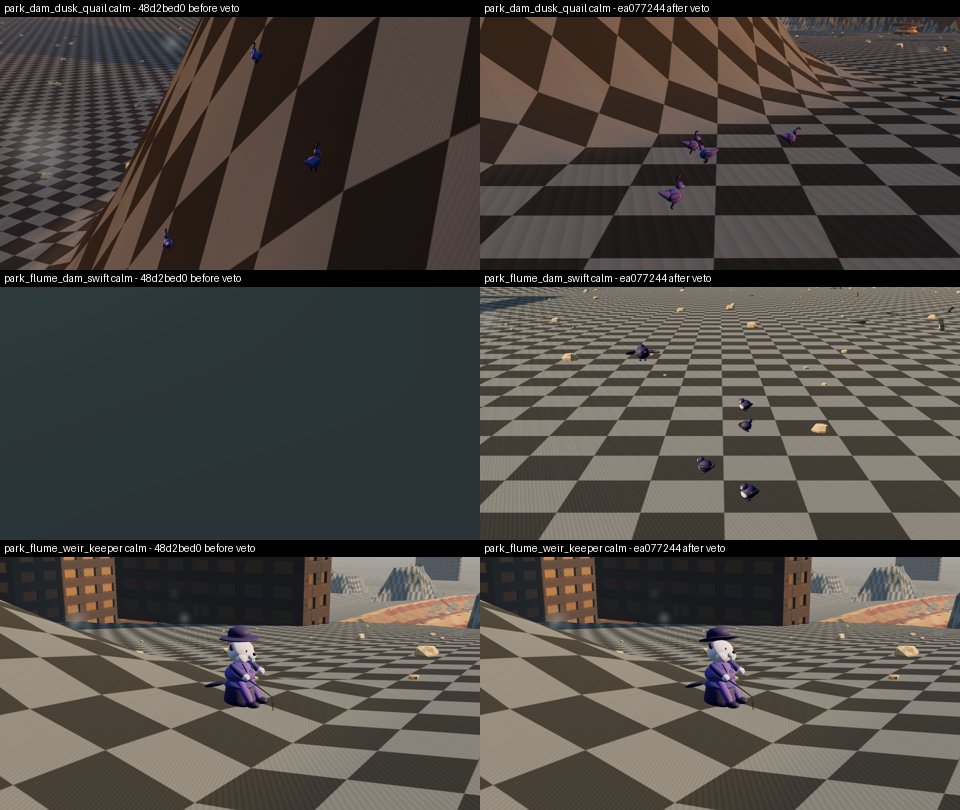 park_dam_dusk_quail calm - 48d2bed0 before veto
park_dam_dusk_quail calm - ea077244 after veto
park_flume_dam_swift calm - 48d2bed0 before veto
park_flume_dam_swift calm - ea077244 after veto
park_flume_weir_keeper calm - 48d2bed0 before veto
park_flume_weir_keeper calm - ea077244 after veto